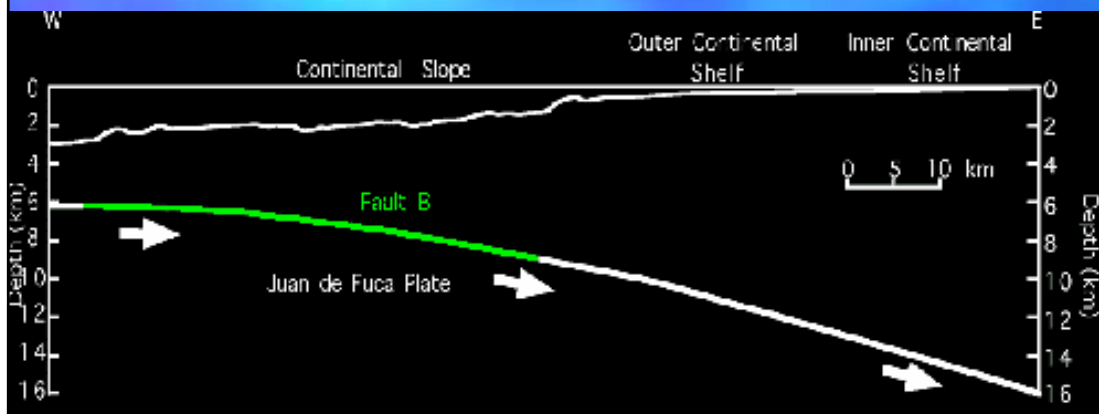 W
E
Outer Continental
Shelf
Inner Continental
Shelf
Continental Slope
0
2
4
6
8
10
12
14
16
Depth (km)
Fault B
Juan de Fuca Plate
0 5 10 km
0
2
4
6
8
10
12
14
16
Depth (km)